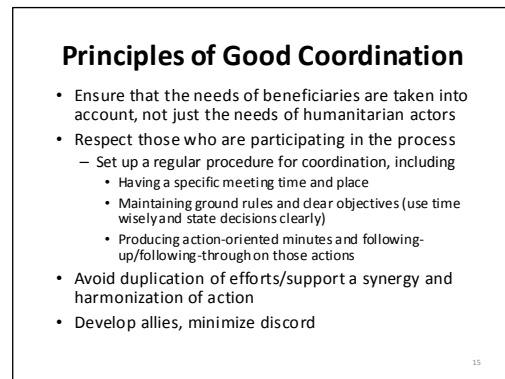 Principles of Good Coordination
• Ensure that the needs of beneficiaries are taken into
account, not just the needs of humanitarian actors
• Respect those who are participating in the process
– Set up a regular procedure for coordination, including
• Having a specific meeting time and place
• Maintaining ground rules and clear objectives (use time
wisely and state decisions clearly)
• Producing action-oriented minutes and following-
up/following-through on those actions
• Avoid duplication of efforts/support a synergy and
harmonization of action
• Develop allies, minimize discord
15